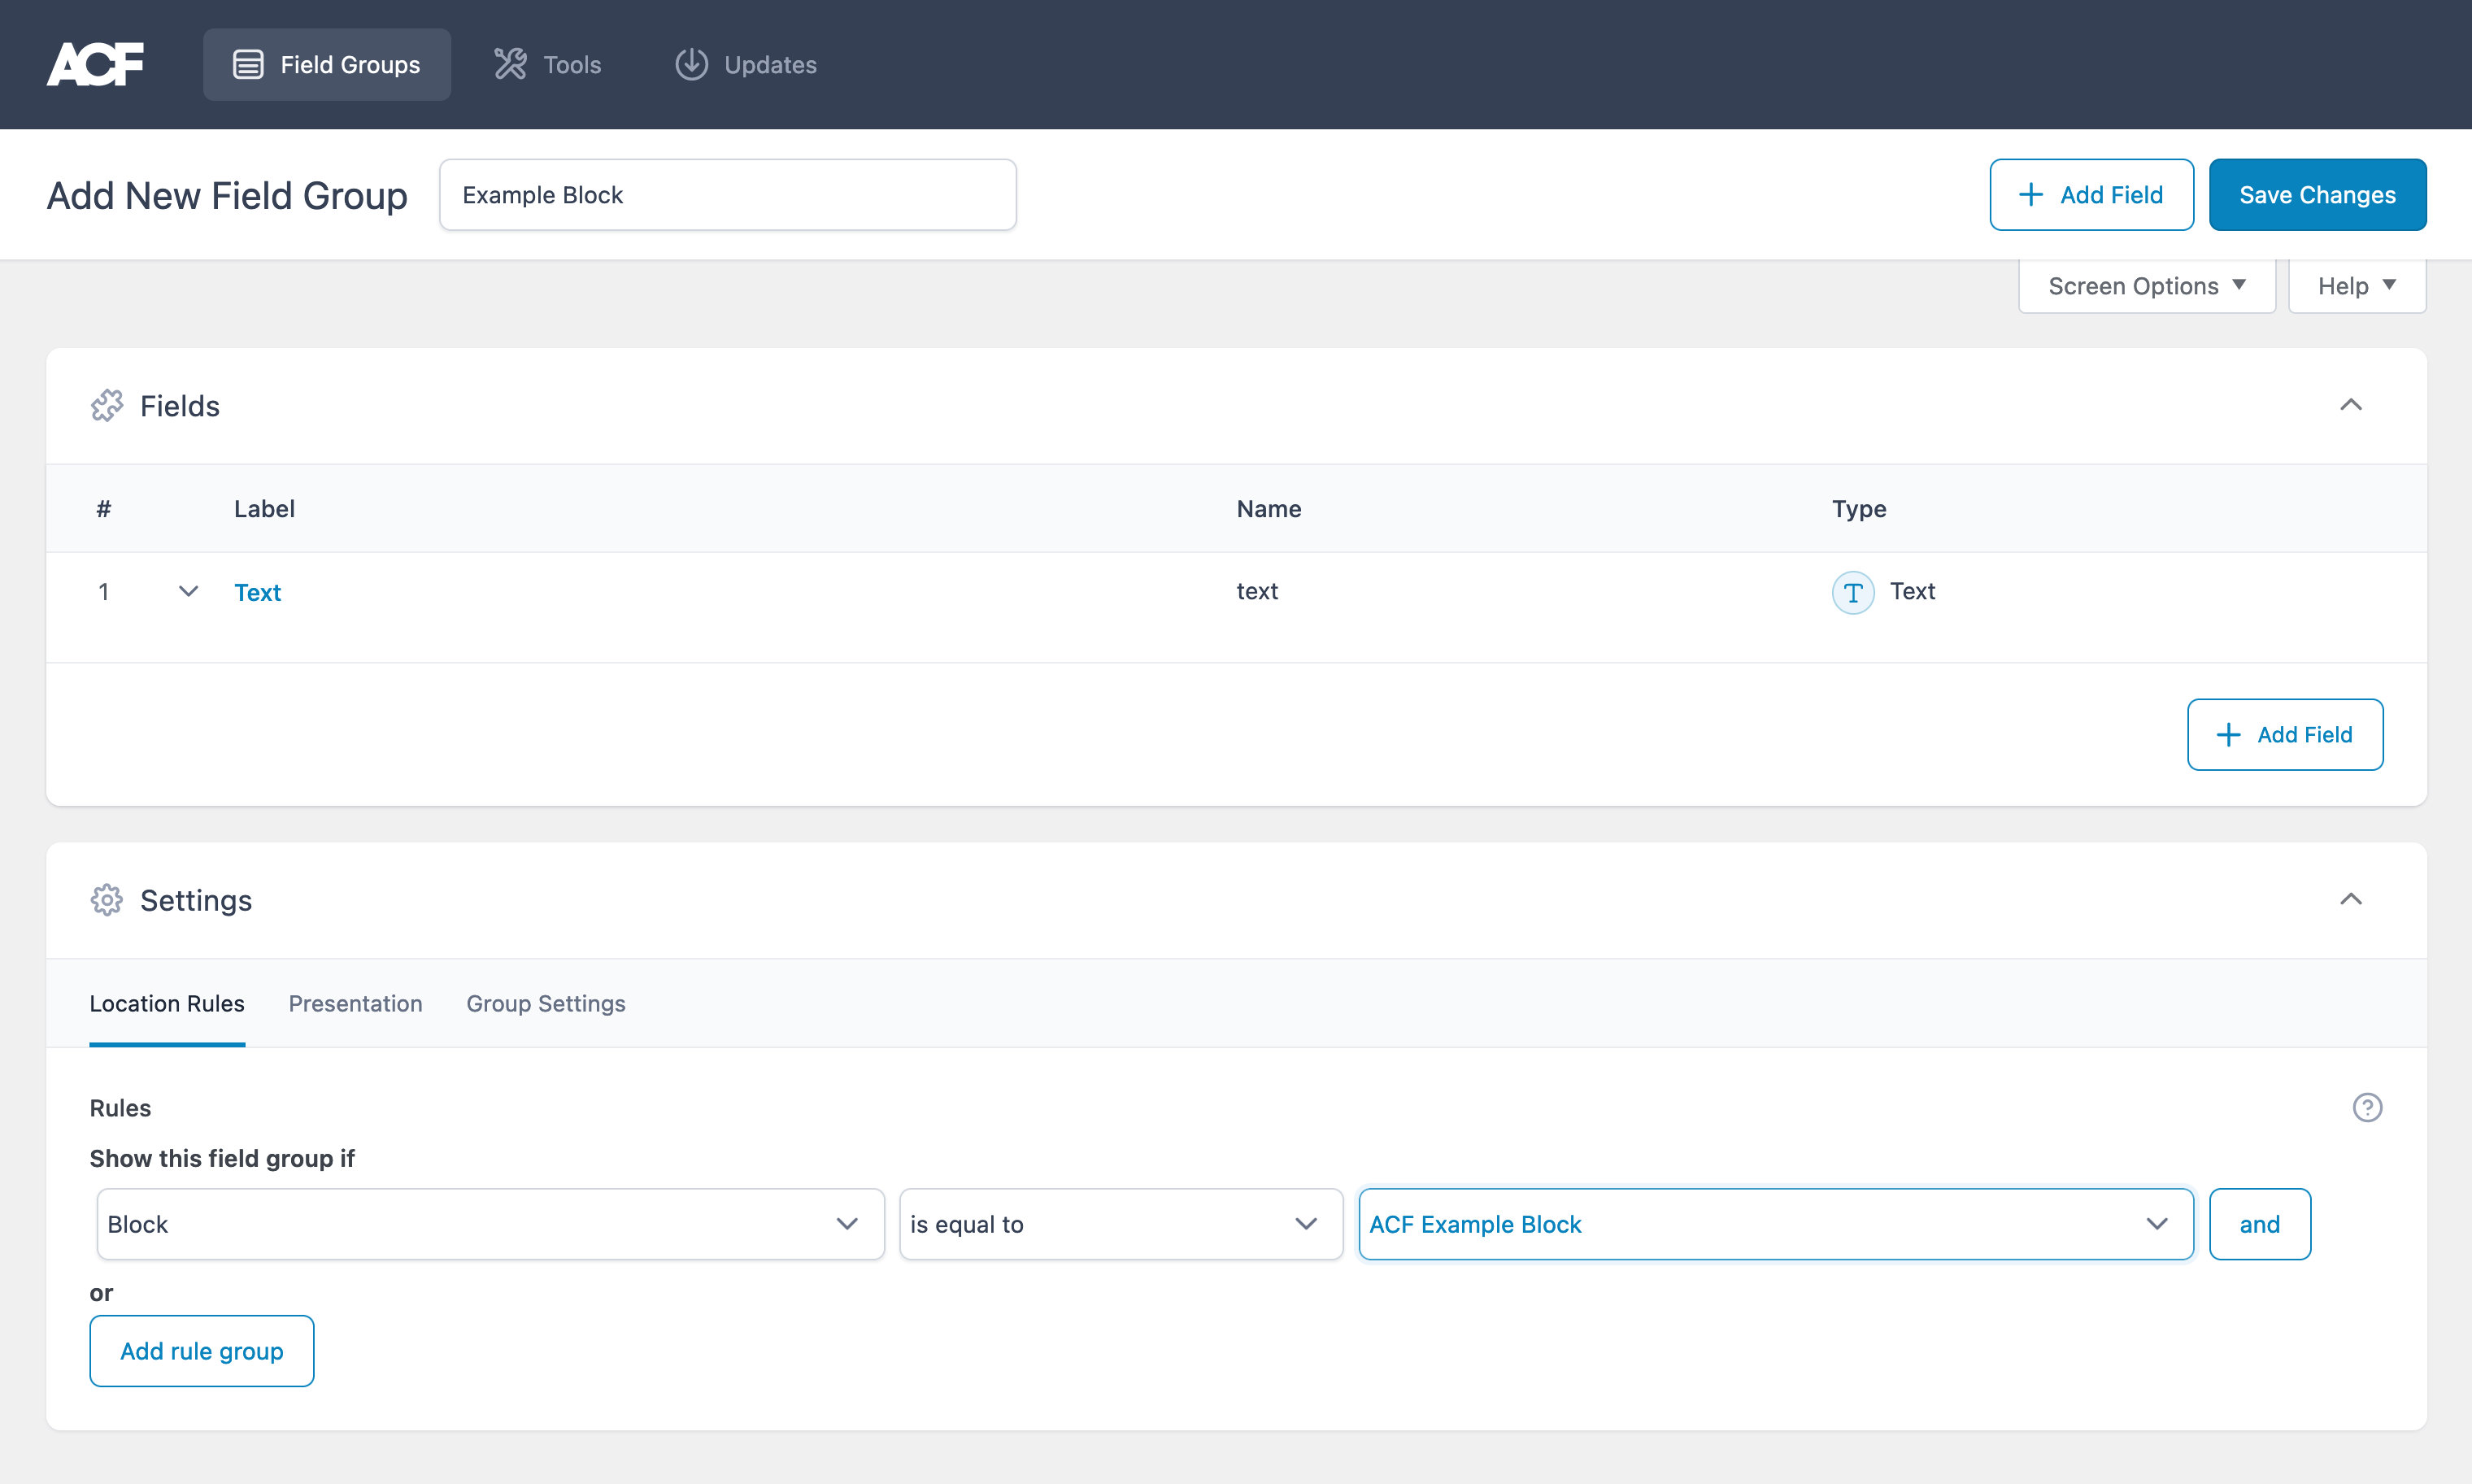 ACF Field Groups Tools Updates
Add New Field Group Example Block + Add Field Save Changes
Screen Options ▼ Help ▼
Fields
# Label Name Type
1 Text text T Text
+ Add Field
Settings
Location Rules Presentation Group Settings
Rules ?
Show this field group if
Block is equal to ACF Example Block and
or
Add rule group